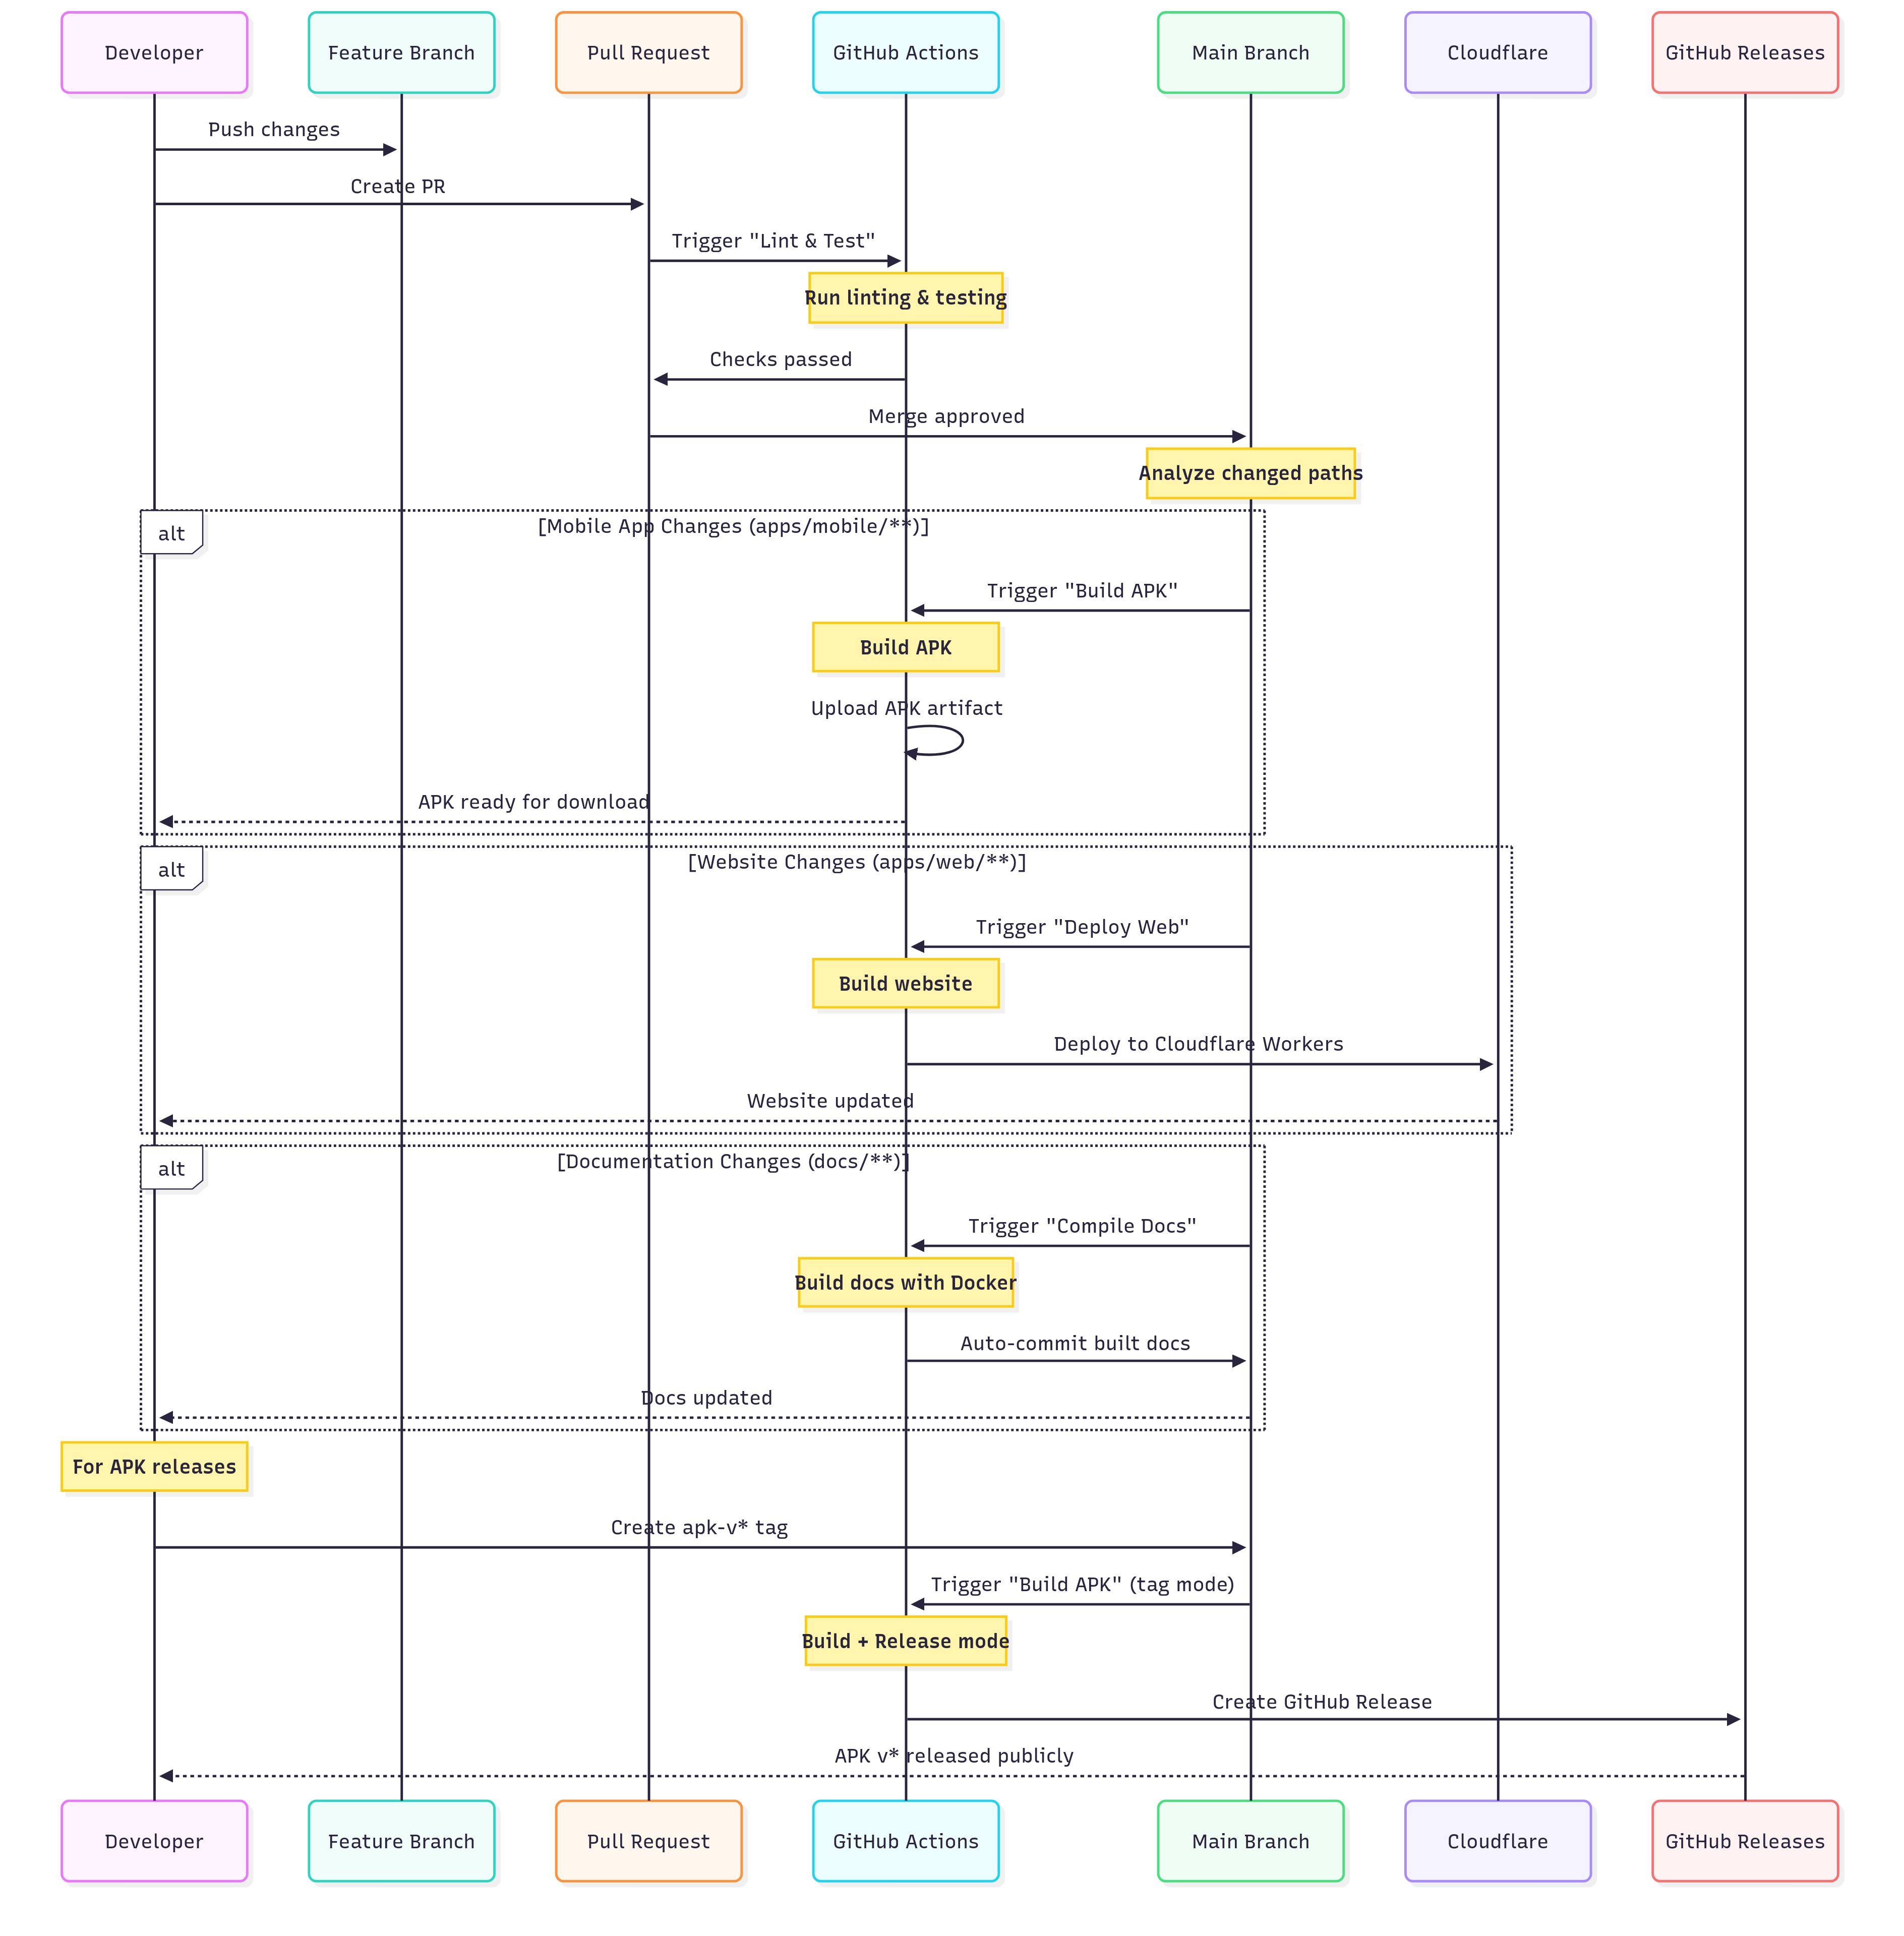 Developer
Feature Branch
Pull Request
GitHub Actions
Main Branch
Cloudflare
GitHub Releases
Push changes
Create PR
Trigger "Lint & Test"
Run linting & testing
Checks passed
Merge approved
Analyze changed paths
alt
[Mobile App Changes (apps/mobile/**)]
Trigger "Build APK"
Build APK
Upload APK artifact
APK ready for download
alt
[Website Changes (apps/web/**)]
Trigger "Deploy Web"
Build website
Deploy to Cloudflare Workers
Website updated
alt
[Documentation Changes (docs/**)]
Trigger "Compile Docs"
Build docs with Docker
Auto-commit built docs
Docs updated
For APK releases
Create apk-v* tag
Trigger "Build APK" (tag mode)
Build + Release mode
Create GitHub Release
APK v* released publicly
Developer
Feature Branch
Pull Request
GitHub Actions
Main Branch
Cloudflare
GitHub Releases